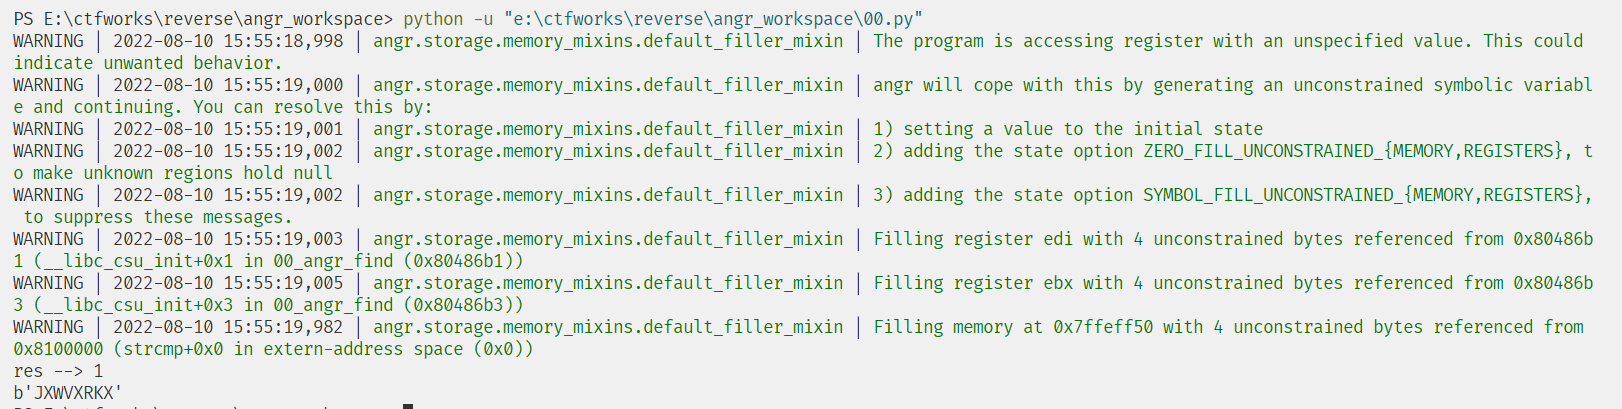 PS E:\ctfworks\reverse\angr_workspace> python -u "e:\ctfworks\reverse\angr_workspace\00.py"
WARNING | 2022-08-10 15:55:18,998 | angr.storage.memory_mixins.default_filler_mixin | The program is accessing register with an unspecified value. This could
indicate unwanted behavior.
WARNING | 2022-08-10 15:55:19,000 | angr.storage.memory_mixins.default_filler_mixin | angr will cope with this by generating an unconstrained symbolic variabl
e and continuing. You can resolve this by:
WARNING | 2022-08-10 15:55:19,001 | angr.storage.memory_mixins.default_filler_mixin | 1) setting a value to the initial state
WARNING | 2022-08-10 15:55:19,002 | angr.storage.memory_mixins.default_filler_mixin | 2) adding the state option ZERO_FILL_UNCONSTRAINED_{MEMORY,REGISTERS}, t
o make unknown regions hold null
WARNING | 2022-08-10 15:55:19,002 | angr.storage.memory_mixins.default_filler_mixin | 3) adding the state option SYMBOL_FILL_UNCONSTRAINED_{MEMORY,REGISTERS},
 to suppress these messages.
WARNING | 2022-08-10 15:55:19,003 | angr.storage.memory_mixins.default_filler_mixin | Filling register edi with 4 unconstrained bytes referenced from 0x80486b
1 (__libc_csu_init+0x1 in 00_angr_find (0x80486b1))
WARNING | 2022-08-10 15:55:19,005 | angr.storage.memory_mixins.default_filler_mixin | Filling register ebx with 4 unconstrained bytes referenced from 0x80486b
3 (__libc_csu_init+0x3 in 00_angr_find (0x80486b3))
WARNING | 2022-08-10 15:55:19,982 | angr.storage.memory_mixins.default_filler_mixin | Filling memory at 0x7ffeff50 with 4 unconstrained bytes referenced from
0x8100000 (strcmp+0x0 in extern-address space (0x0))
res --> 1
b'JXWVXRKX'